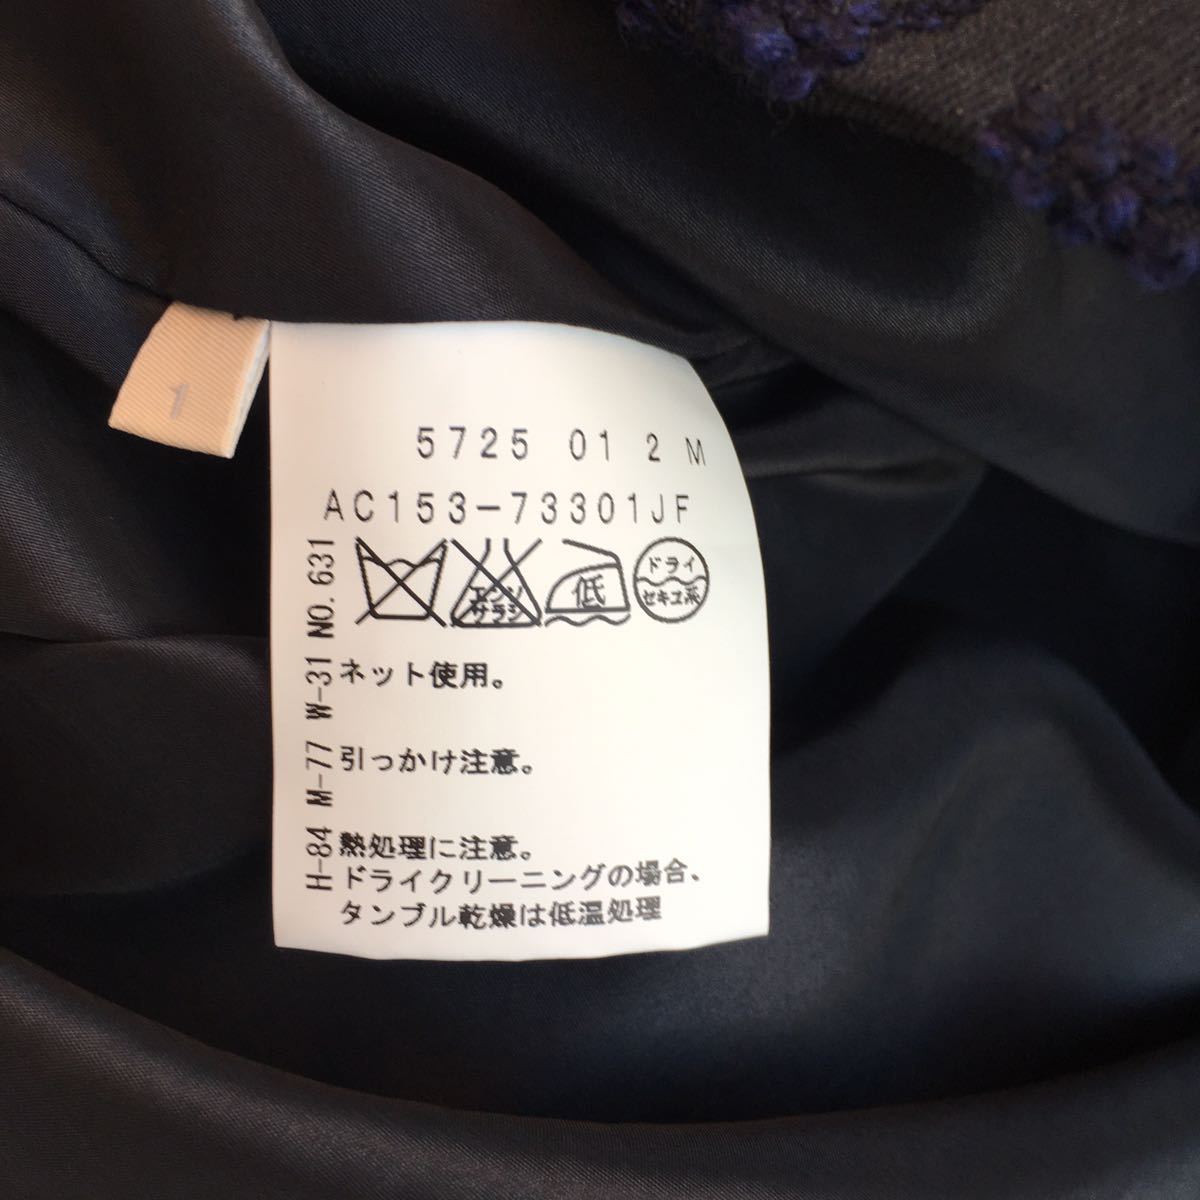 1
5725 01 2 M
AC153-73301JF
エンソ
サラシ
低
ドライ
セキユ系
ネット使用。
引っかけ注意。
熱処理に注意。
ドライクリーニングの場合、
タンブル乾燥は低温処理
H-84 M-77 W-31 NO.631